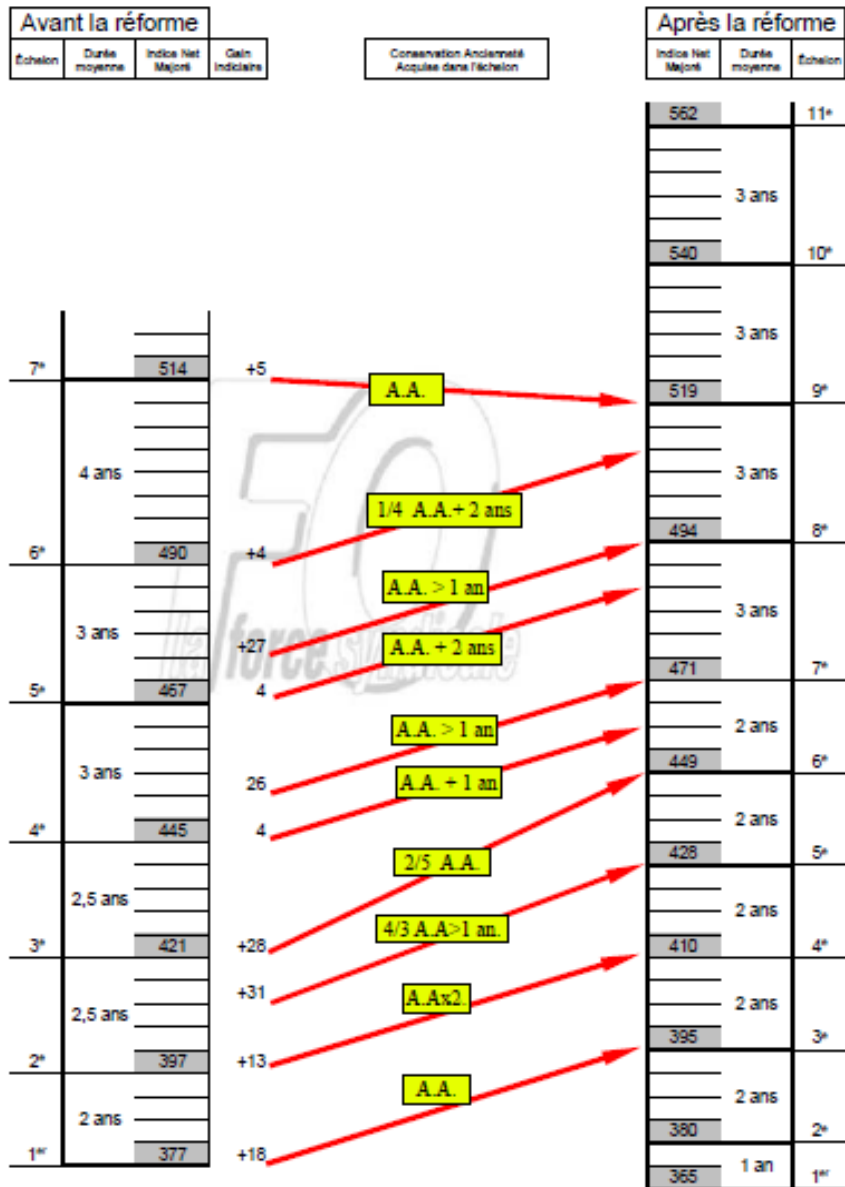 Avant la réforme
Après la réforme
Échelon
Durée moyenne
Indice Net Majoré
Gain Indiciaire
Conservation Ancienneté
Acquise dans l'échelon
Indice Net Majoré
Durée moyenne
Échelon
562 11e
3 ans
540 10e
3 ans
7e 514 +5
A.A.
519 9e
4 ans
3 ans
1/4 A.A.+ 2 ans
494 8e
6e 490 +4
A.A. > 1 an
3 ans
3 ans
+27
A.A. + 2 ans
471 7e
5e 467 4
FO
la force syndicale
A.A. > 1 an
2 ans
449 6e
3 ans
26
A.A. + 1 an
4e 445 4
2 ans
428 5e
2/5 A.A.
2,5 ans
2 ans
4/3 A.A>1 an.
3e 421 +28
410 4e
+31
A.Ax2.
2,5 ans
2 ans
395 3e
2e 397 +13
A.A.
2 ans
2 ans
380 2e
1er 377 +18
1 an
365 1er